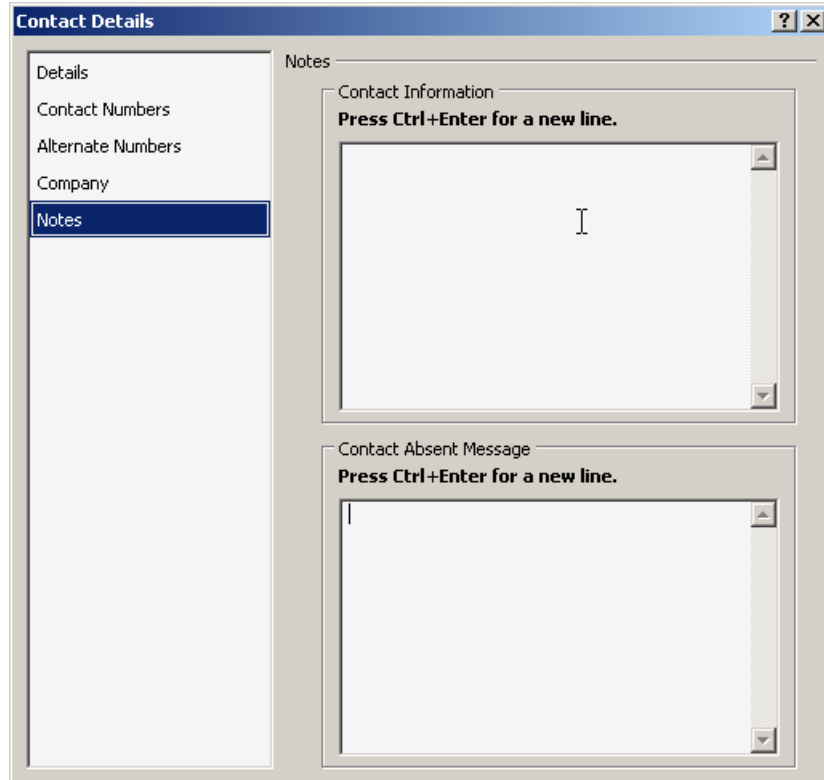 Contact Details
Details
Contact Numbers
Alternate Numbers
Company
Notes
Notes
Contact Information
Press Ctrl+Enter for a new line.
Contact Absent Message
Press Ctrl+Enter for a new line.